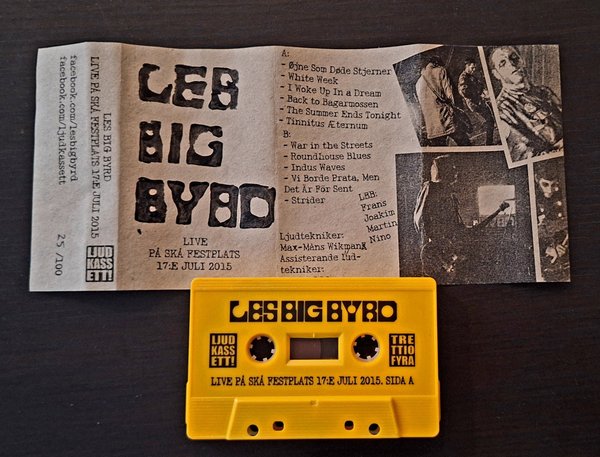 LES BIG BYRD
LIVE PÅ SKÅ FESTPLATS 17:E JULI 2015
facebook.com/lesbigbyrd
facebook.com/ljudkassett
25 /100
LJUD
KASS
ETT!
LES
BIG
BYRD
LIVE
PÅ SKÅ FESTPLATS
17:E JULI 2015
A:
- Øjne Som Døde Stjerner
- White Week
- I Woke Up In a Dream
- Back to Bagarmossen
- The Summer Ends Tonight
- Tinnitus Æternum
B:
- War in the Streets
- Roundhouse Blues
- Indus Waves
- Vi Borde Prata, Men
Det Är För Sent
- Strider
LBB:
Frans
Joakim
Martin
Nino
Ljudtekniker:
Max-Måns Wikman
Assisterande ljud-
tekniker:
LES BIG BYRD
LJUD
KASS
ETT!
TRE
TTIO
FYRA
LIVE PÅ SKÅ FESTPLATS 17:E JULI 2015. SIDA A